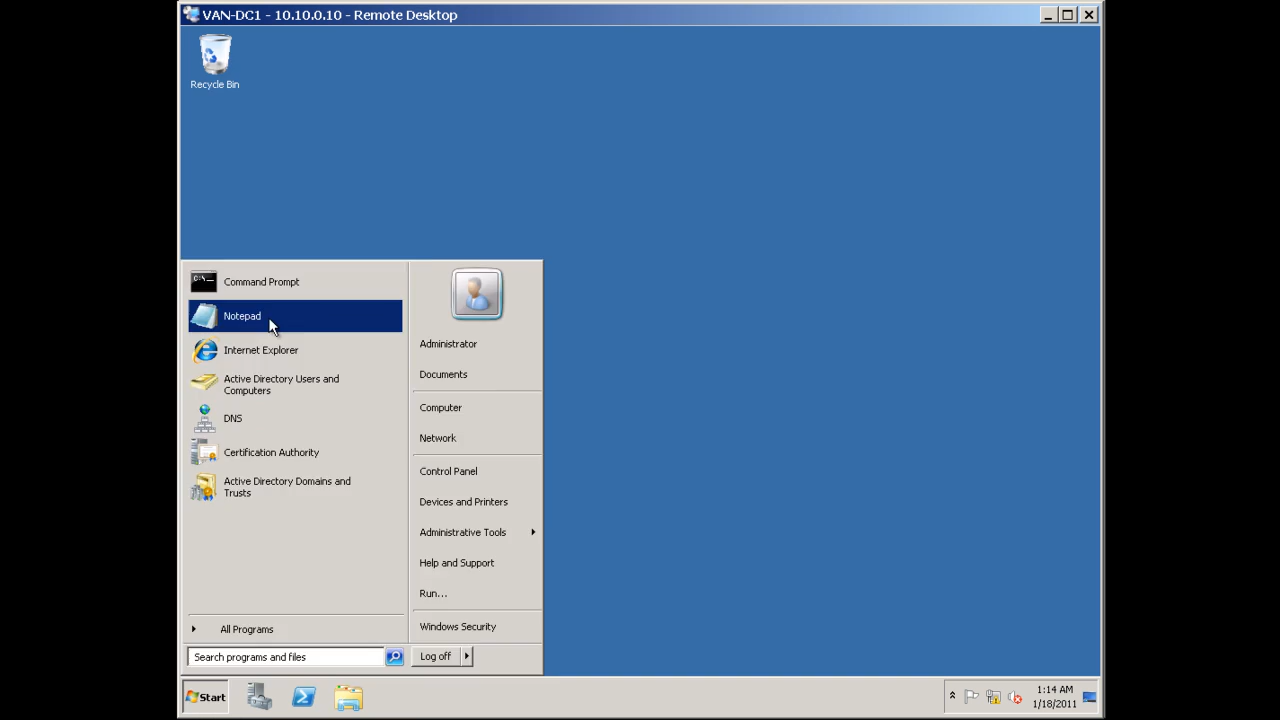 VAN-DC1 - 10.10.0.10 - Remote Desktop
Recycle Bin
Command Prompt
Notepad
Internet Explorer
Active Directory Users and
Computers
DNS
Certification Authority
Active Directory Domains and
Trusts
All Programs
Search programs and files
Administrator
Documents
Computer
Network
Control Panel
Devices and Printers
Administrative Tools
Help and Support
Run...
Windows Security
Log off
Start
1:14 AM
1/18/2011